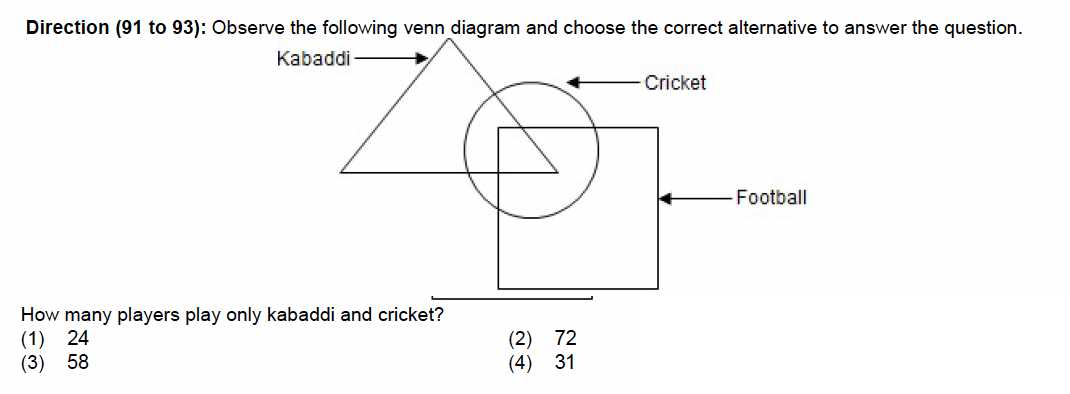 Direction (91 to 93): Observe the following venn diagram and choose the correct alternative to answer the question.
Kabaddi
Cricket
Football
How many players play only kabaddi and cricket?
(1) 24 (2) 72
(3) 58 (4) 31